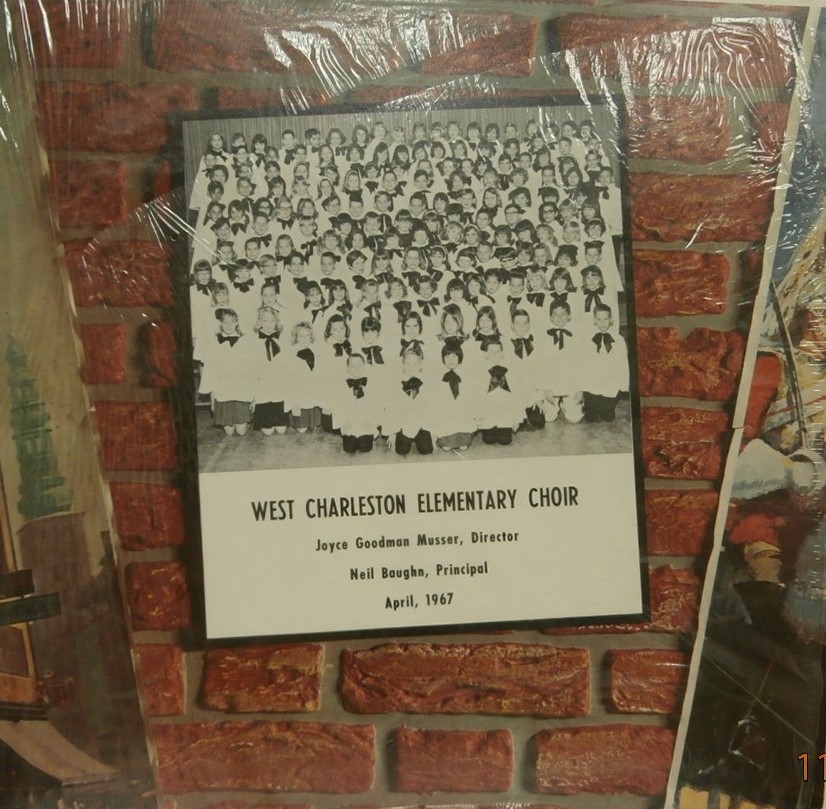 WEST CHARLESTON ELEMENTARY CHOIR
Joyce Goodman Musser, Director
Neil Baughn, Principal
April, 1967
11